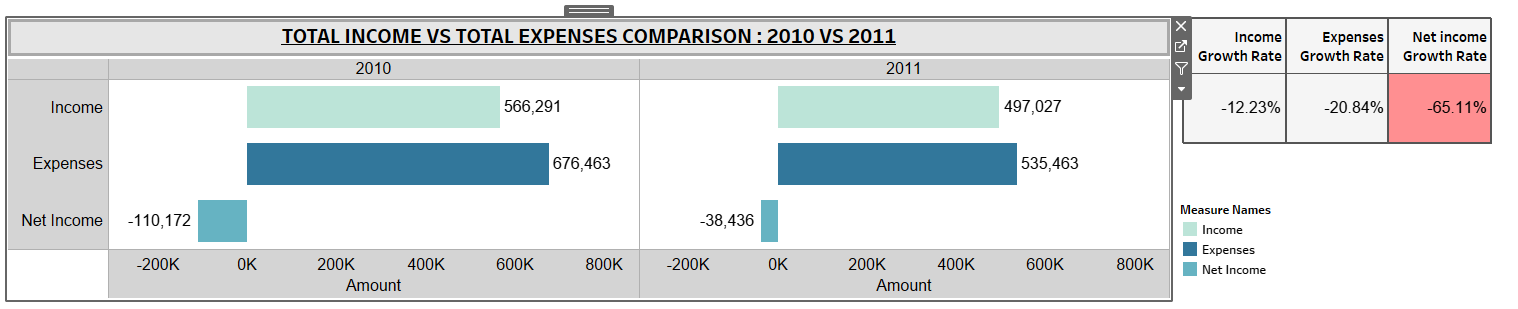 TOTAL INCOME VS TOTAL EXPENSES COMPARISON : 2010 VS 2011
2010 2011
Income 566,291 497,027
Expenses 676,463 535,463
Net Income -110,172 -38,436
-200K 0K 200K 400K 600K 800K -200K 0K 200K 400K 600K 800K
Amount Amount
Income Expenses Net income
Growth Rate Growth Rate Growth Rate
-12.23% -20.84% -65.11%
Measure Names
Income
Expenses
Net Income